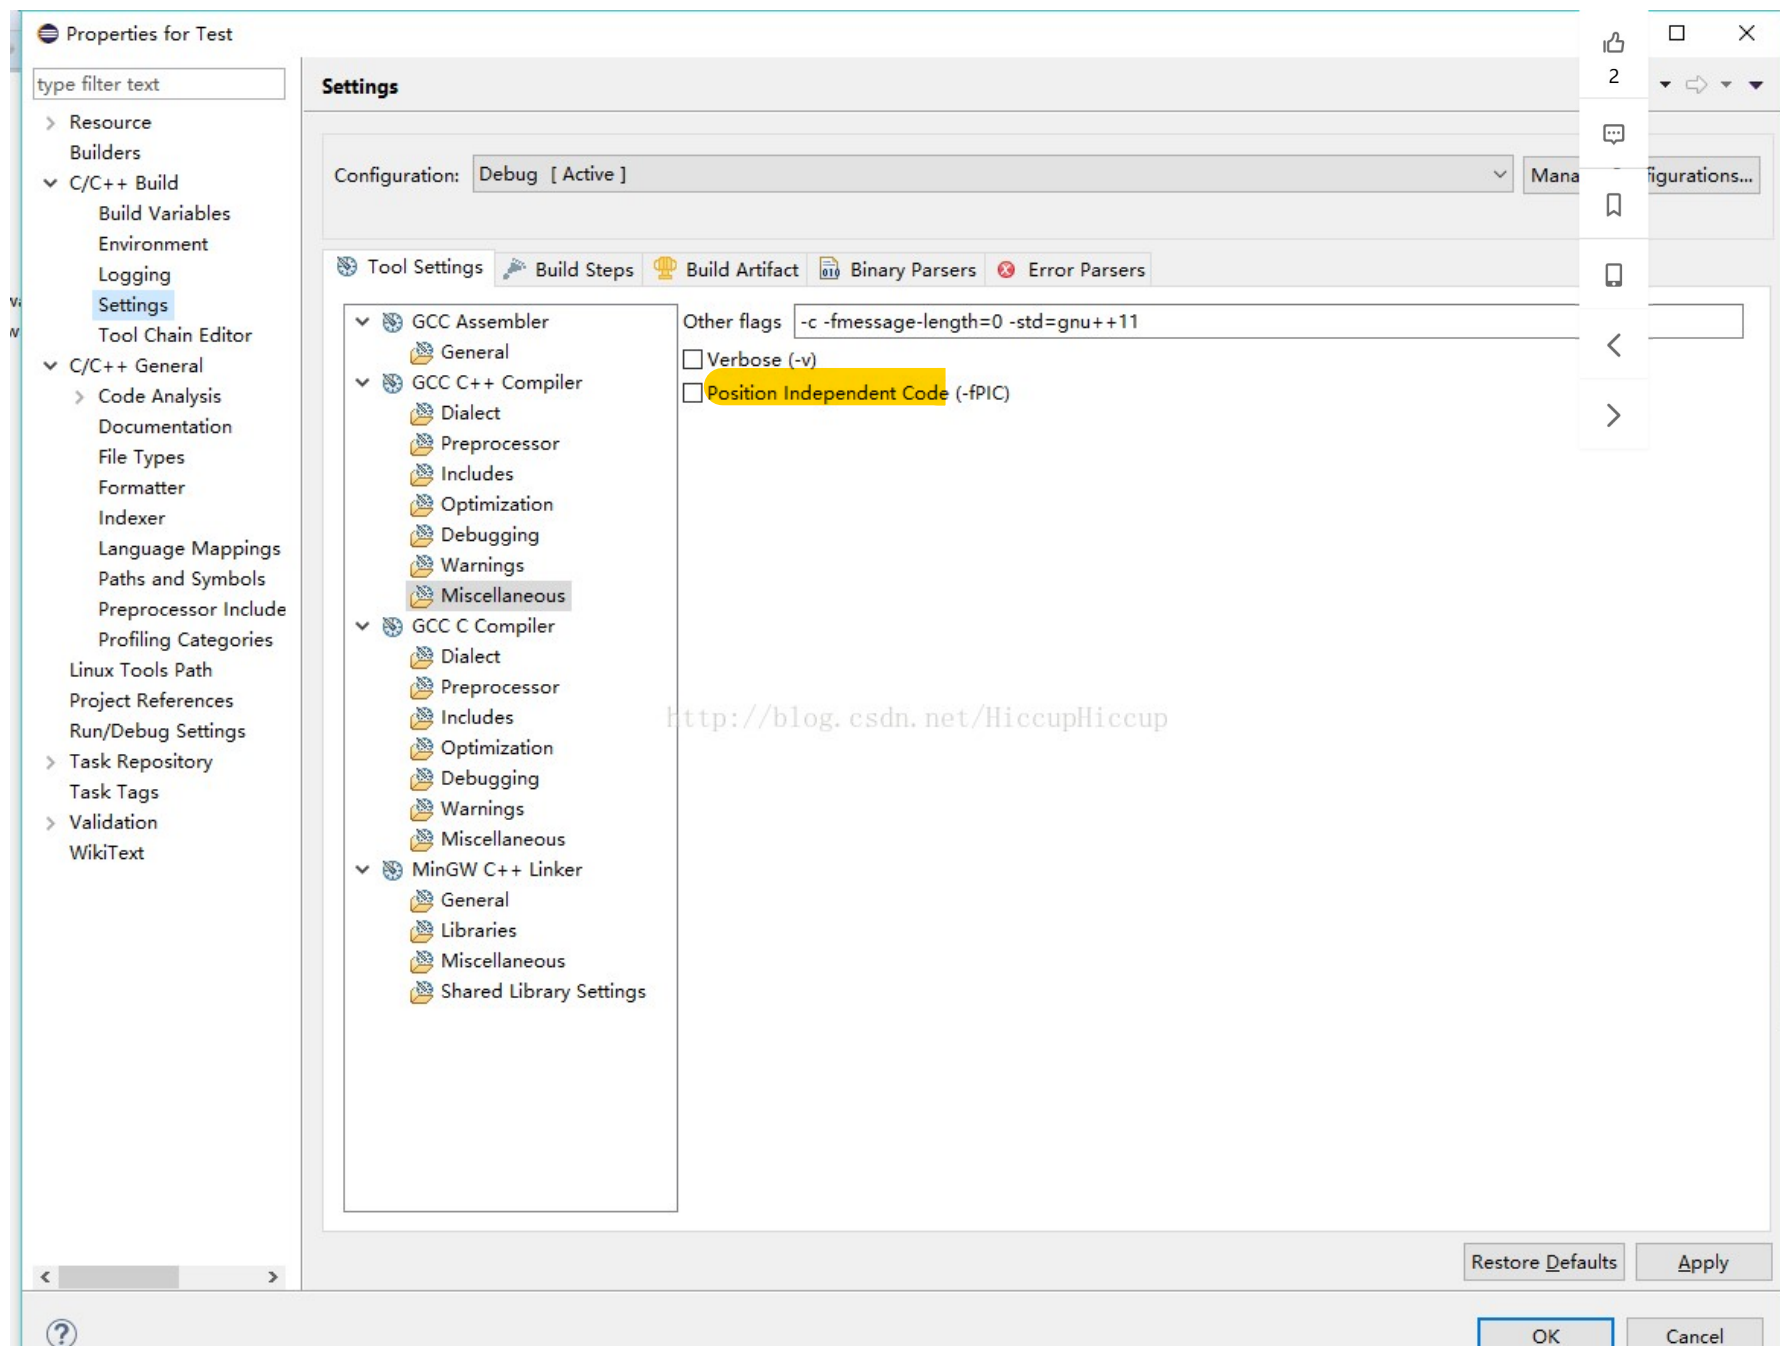 Properties for Test
2
type filter text
Settings
Resource
Builders
C/C++ Build
Build Variables
Environment
Logging
Settings
Tool Chain Editor
C/C++ General
Code Analysis
Documentation
File Types
Formatter
Indexer
Language Mappings
Paths and Symbols
Preprocessor Include
Profiling Categories
Linux Tools Path
Project References
Run/Debug Settings
Task Repository
Task Tags
Validation
WikiText
Configuration: Debug [ Active ]
Tool Settings Build Steps Build Artifact Binary Parsers Error Parsers
GCC Assembler
General
GCC C++ Compiler
Dialect
Preprocessor
Includes
Optimization
Debugging
Warnings
Miscellaneous
GCC C Compiler
Dialect
Preprocessor
Includes
Optimization
Debugging
Warnings
Miscellaneous
MinGW C++ Linker
General
Libraries
Miscellaneous
Shared Library Settings
Other flags -c -fmessage-length=0 -std=gnu++11
Verbose (-v)
Position Independent Code (-fPIC)
http://blog.csdn.net/HiccupHiccup
Restore Defaults Apply
OK Cancel